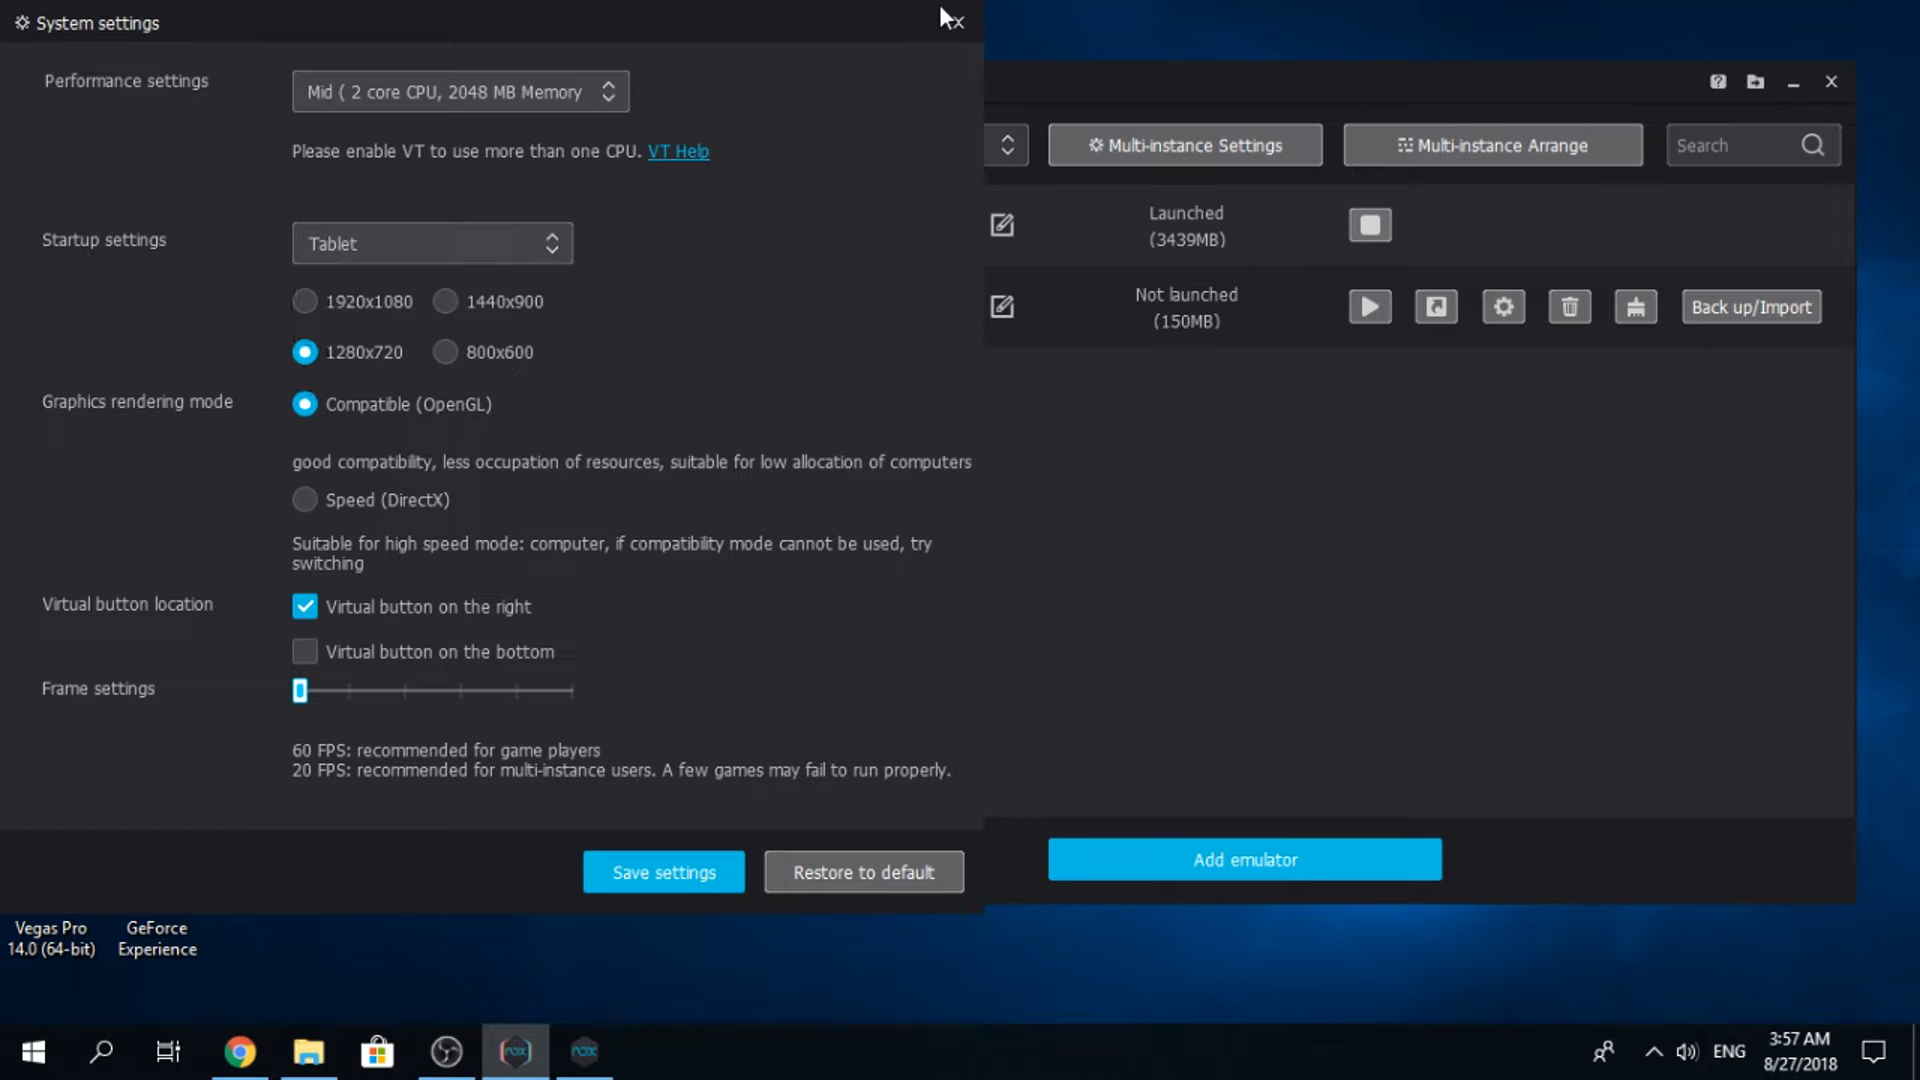 System settings
x
Performance settings
Mid ( 2 core CPU, 2048 MB Memory
Please enable VT to use more than one CPU. VT Help
Startup settings
Tablet
1920x1080
1440x900
1280x720
800x600
Graphics rendering mode
Compatible (OpenGL)
good compatibility, less occupation of resources, suitable for low allocation of computers
Speed (DirectX)
Suitable for high speed mode: computer, if compatibility mode cannot be used, try
switching
Virtual button location
Virtual button on the right
Virtual button on the bottom
Frame settings
60 FPS: recommended for game players
20 FPS: recommended for multi-instance users. A few games may fail to run properly.
Save settings
Restore to default
Multi-instance Settings
Multi-instance Arrange
Search
Launched
(3439MB)
Not launched
(150MB)
Back up/Import
Add emulator
Vegas Pro
14.0 (64-bit)
GeForce
Experience
nox
nox
ENG
3:57 AM
8/27/2018